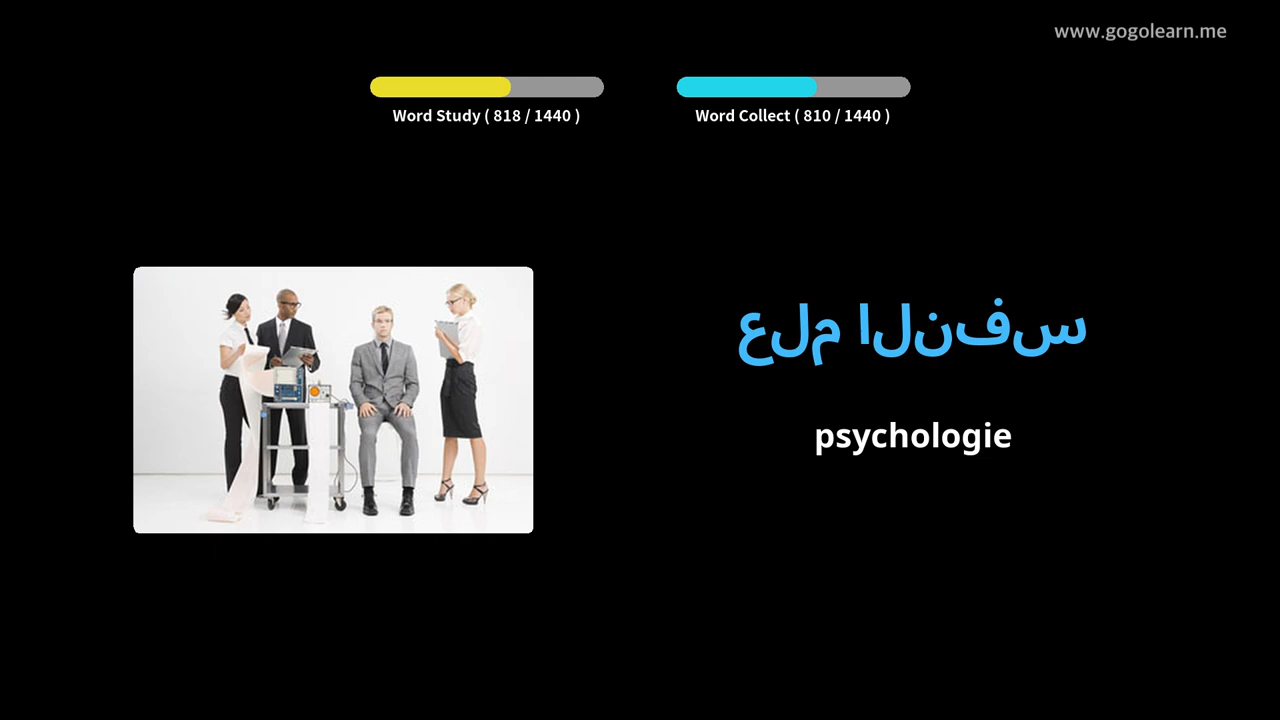 www.gogolearn.me
Word Study ( 818 / 1440 )
Word Collect ( 810 / 1440 )
علم النفس
psychologie